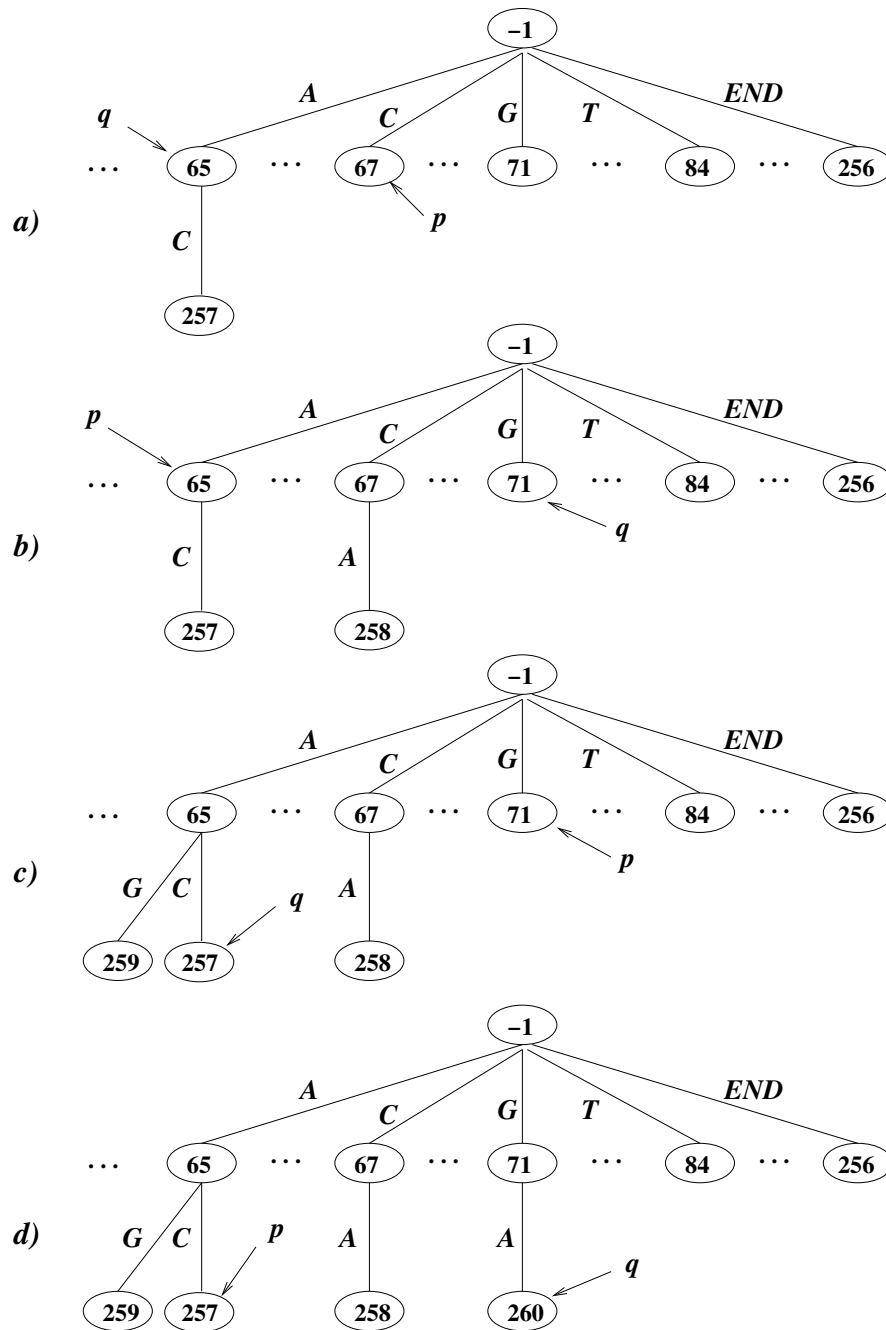 −1
A C G T END
q
... 65 ... 67 ... 71 ... 84 ... 256
p
a)
C
257
−1
A C G T END
p
... 65 ... 67 ... 71 ... 84 ... 256
q
b)
C A
257 258
−1
A C G T END
... 65 ... 67 ... 71 ... 84 ... 256
p
c)
G C q A
259 257 258
−1
A C G T END
... 65 ... 67 ... 71 ... 84 ... 256
d)
G C p A A q
259 257 258 260